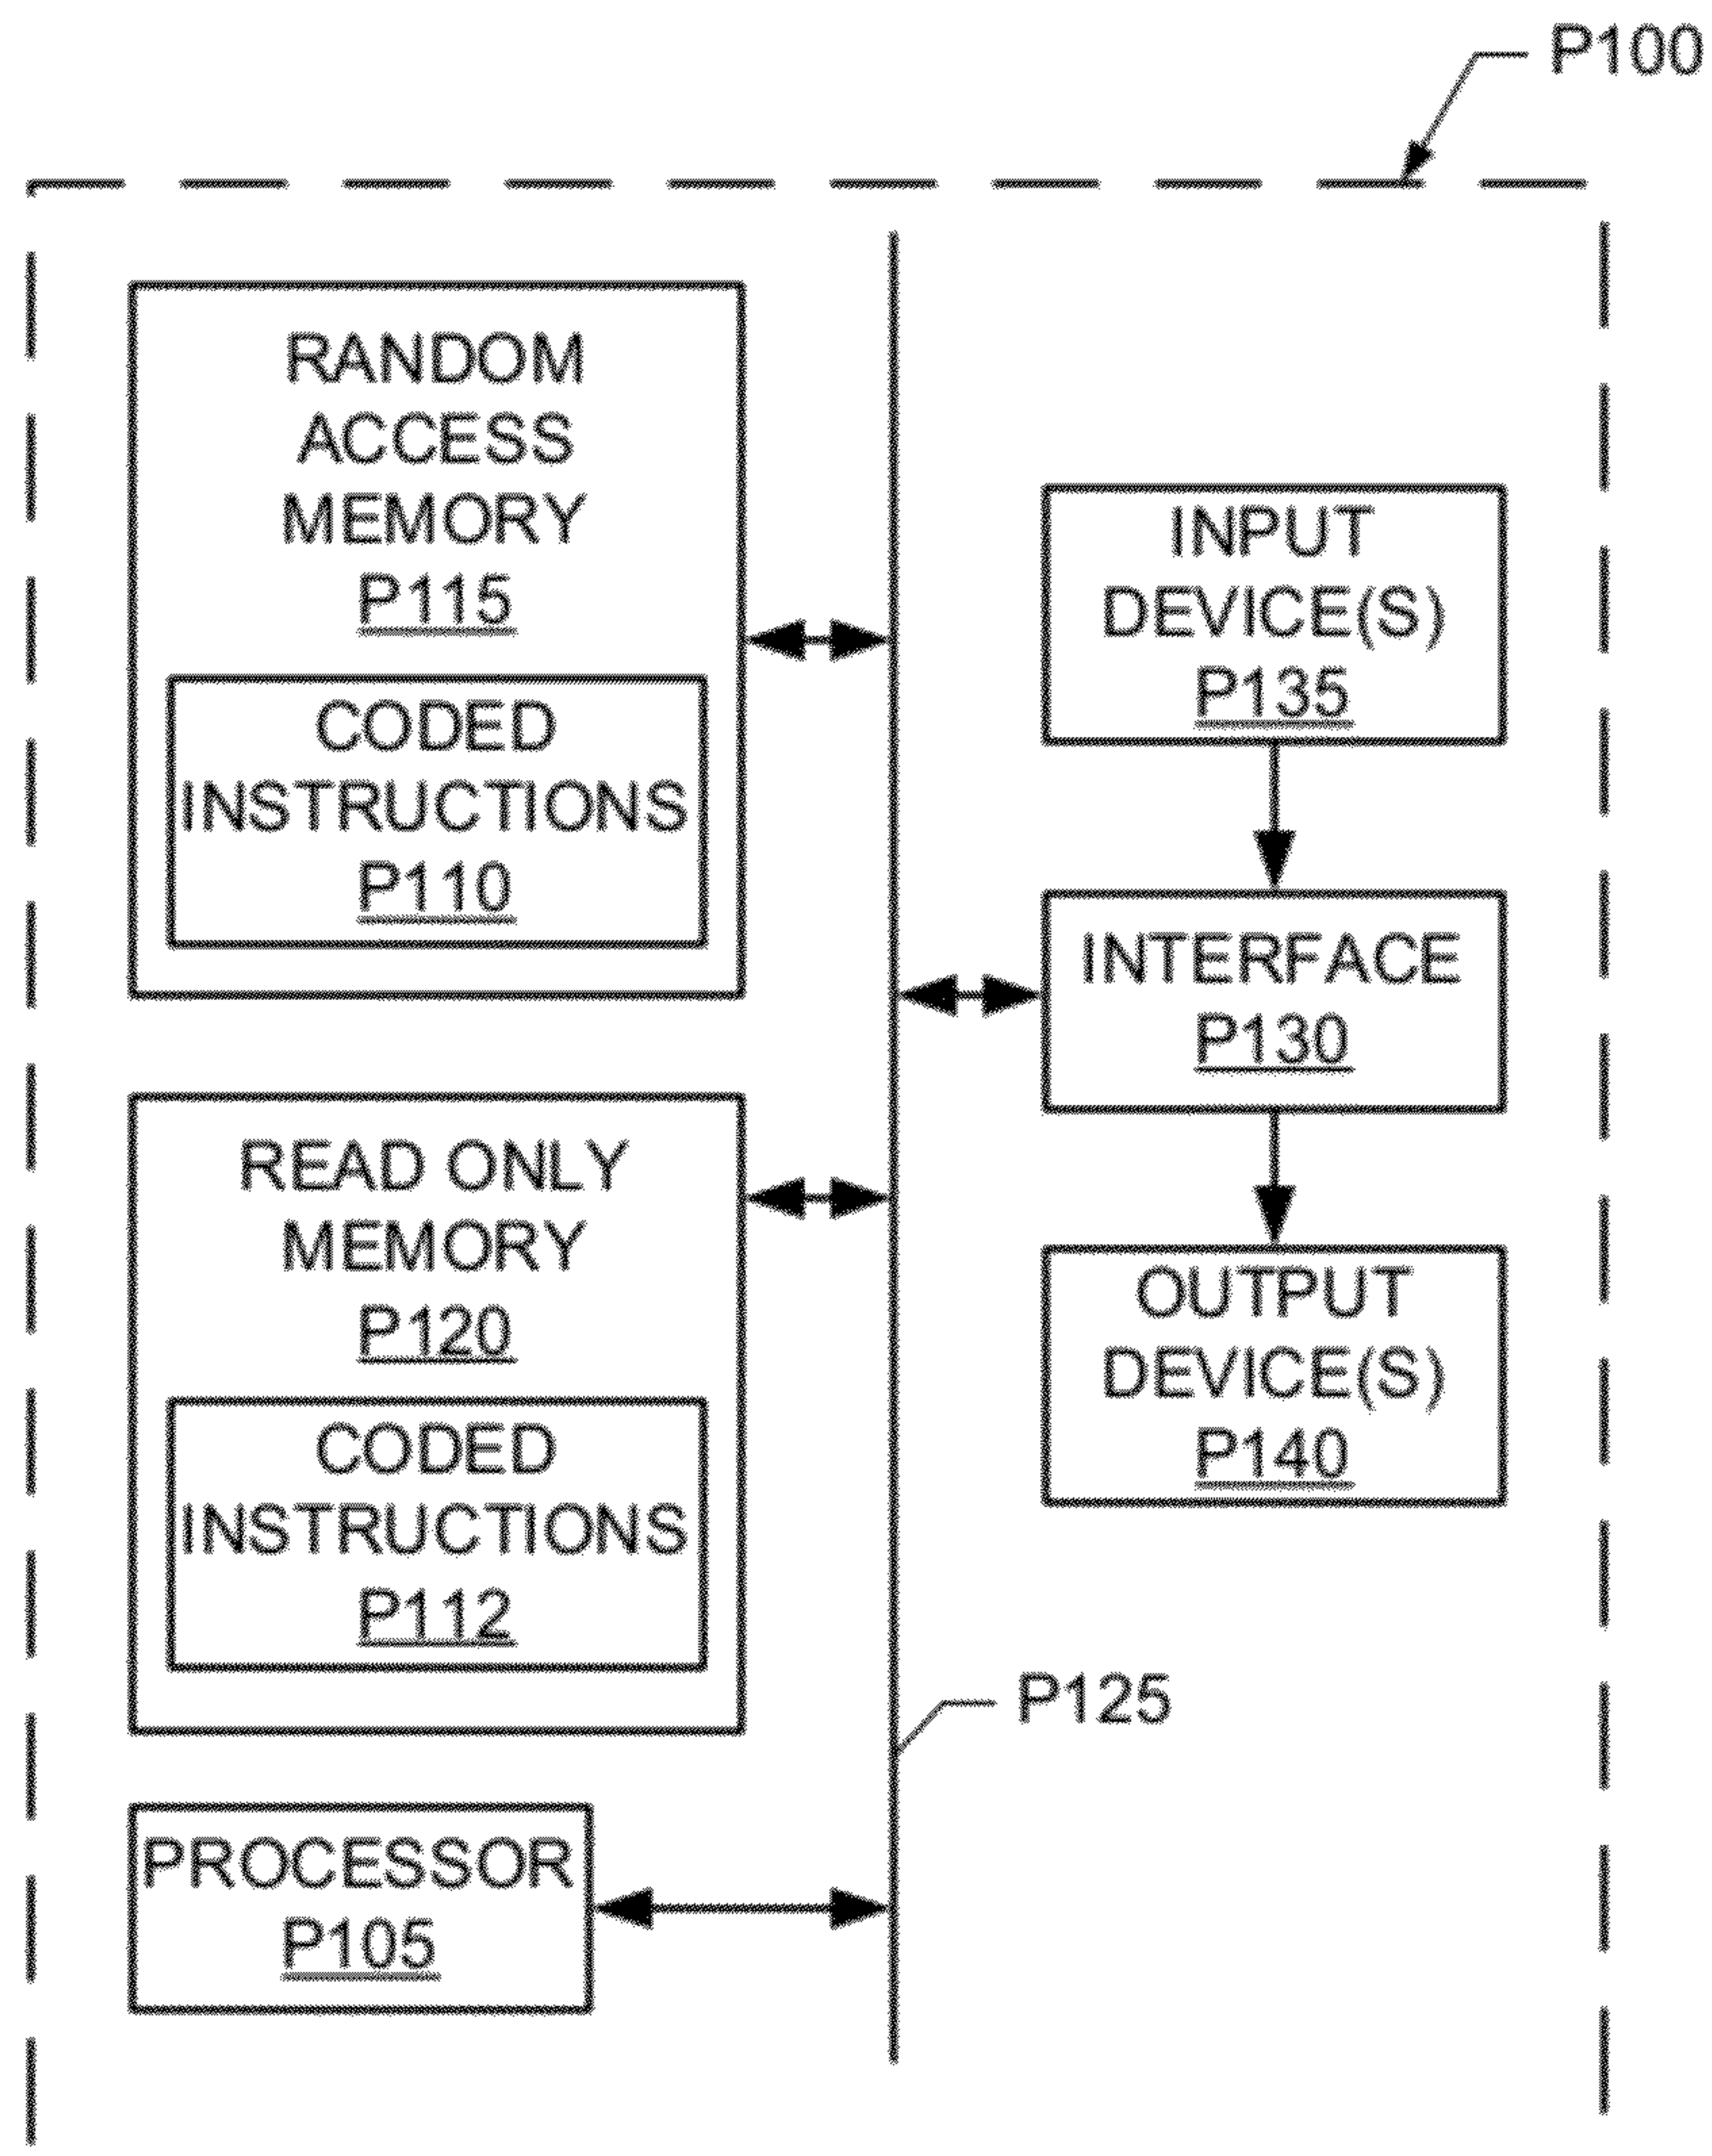 P100
RANDOM
ACCESS
MEMORY
P115
CODED
INSTRUCTIONS
P110
READ ONLY
MEMORY
P120
CODED
INSTRUCTIONS
P112
PROCESSOR
P105
INPUT
DEVICE(S)
P135
INTERFACE
P130
OUTPUT
DEVICE(S)
P140
P125